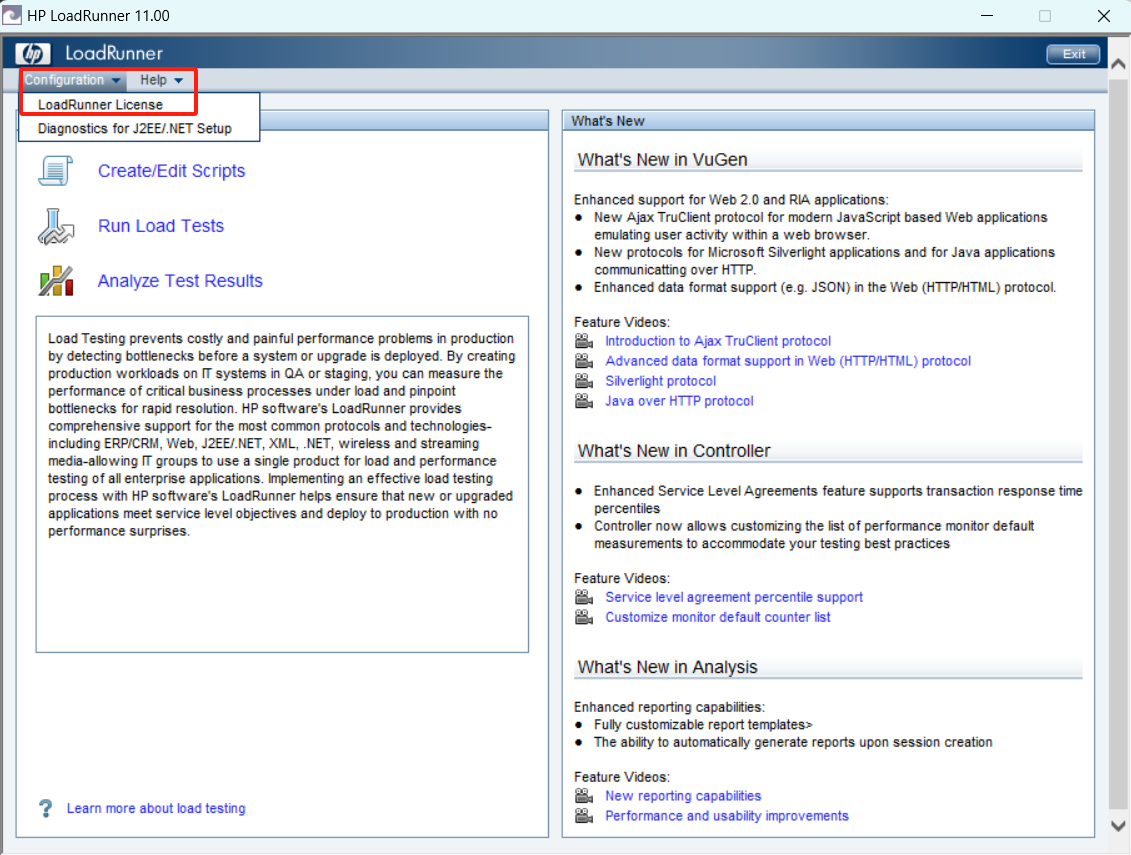 HP LoadRunner 11.00
hp
LoadRunner
Exit
Configuration
Help
LoadRunner License
Diagnostics for J2EE/.NET Setup
Create/Edit Scripts
Run Load Tests
Analyze Test Results
Load Testing prevents costly and painful performance problems in production
by detecting bottlenecks before a system or upgrade is deployed. By creating
production workloads on IT systems in QA or staging, you can measure the
performance of critical business processes under load and pinpoint
bottlenecks for rapid resolution. HP software's LoadRunner provides
comprehensive support for the most common protocols and technologies-
including ERP/CRM, Web, J2EE/.NET, XML, .NET, wireless and streaming
media-allowing IT groups to use a single product for load and performance
testing of all enterprise applications. Implementing an effective load testing
process with HP software's LoadRunner helps ensure that new or upgraded
applications meet service level objectives and deploy to production with no
performance surprises.
? Learn more about load testing
What's New
What's New in VuGen
Enhanced support for Web 2.0 and RIA applications:
● New Ajax TruClient protocol for modern JavaScript based Web applications
emulating user activity within a web browser.
● New protocols for Microsoft Silverlight applications and for Java applications
communicatting over HTTP.
● Enhanced data format support (e.g. JSON) in the Web (HTTP/HTML) protocol.
Feature Videos:
Introduction to Ajax TruClient protocol
Advanced data format support in Web (HTTP/HTML) protocol
Silverlight protocol
Java over HTTP protocol
What's New in Controller
● Enhanced Service Level Agreements feature supports transaction response time
percentiles
● Controller now allows customizing the list of performance monitor default
measurements to accommodate your testing best practices
Feature Videos:
Service level agreement percentile support
Customize monitor default counter list
What's New in Analysis
Enhanced reporting capabilities:
● Fully customizable report templates>
● The ability to automatically generate reports upon session creation
Feature Videos:
New reporting capabilities
Performance and usability improvements